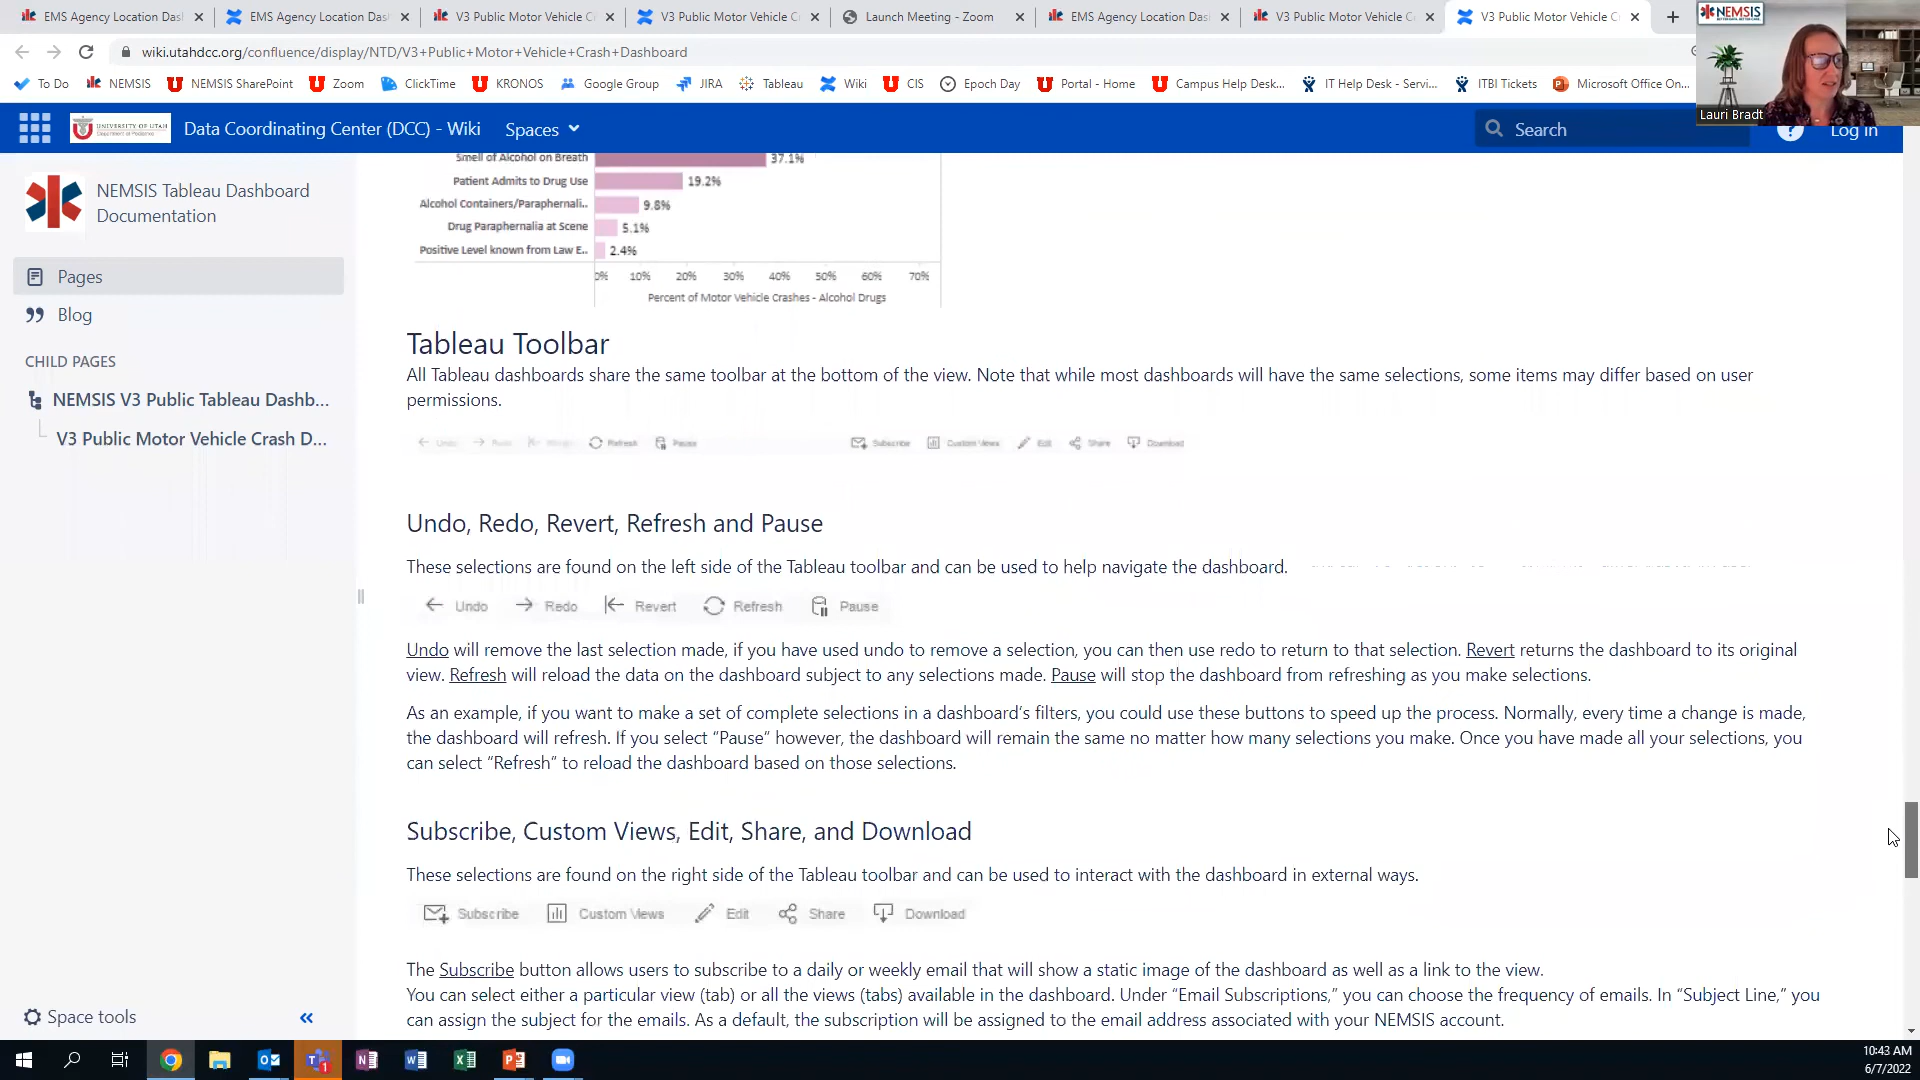 EMS Agency Location Das
EMS Agency Location Das
V3 Public Motor Vehicle C
V3 Public Motor Vehicle C
Launch Meeting - Zoom
EMS Agency Location Das
V3 Public Motor Vehicle C
V3 Public Motor Vehicle C
wiki.utahdcc.org/confluence/display/NTD/V3+Public+Motor+Vehicle+Crash+Dashboard
NEMSIS
To Do
NEMSIS
NEMSIS SharePoint
Zoom
ClickTime
KRONOS
Google Group
JIRA
Tableau
Wiki
CIS
Epoch Day
Portal - Home
Campus Help Desk...
IT Help Desk - Servi...
ITBI Tickets
Microsoft Office On...
Lauri Bradt
UNIVERSITY OF UTAH
Data Coordinating Center (DCC) - Wiki
Spaces
Search
Log in
NEMSIS Tableau Dashboard
Documentation
Pages
Blog
CHILD PAGES
NEMSIS V3 Public Tableau Dashb...
V3 Public Motor Vehicle Crash D...
Space tools
Smell of Alcohol on Breath 37.1%
Patient Admits to Drug Use 19.2%
Alcohol Containers/Paraphernali.. 9.8%
Drug Paraphernalia at Scene 5.1%
Positive Level known from Law E.. 2.4%
0% 10% 20% 30% 40% 50% 60% 70%
Percent of Motor Vehicle Crashes - Alcohol Drugs
Tableau Toolbar
All Tableau dashboards share the same toolbar at the bottom of the view. Note that while most dashboards will have the same selections, some items may differ based on user
permissions.
Undo Redo Refresh Pause Subscribe Custom Views Edit Share Download
Undo, Redo, Revert, Refresh and Pause
These selections are found on the left side of the Tableau toolbar and can be used to help navigate the dashboard.
Undo Redo Revert Refresh Pause
Undo will remove the last selection made, if you have used undo to remove a selection, you can then use redo to return to that selection. Revert returns the dashboard to its original
view. Refresh will reload the data on the dashboard subject to any selections made. Pause will stop the dashboard from refreshing as you make selections.
As an example, if you want to make a set of complete selections in a dashboard's filters, you could use these buttons to speed up the process. Normally, every time a change is made,
the dashboard will refresh. If you select "Pause" however, the dashboard will remain the same no matter how many selections you make. Once you have made all your selections, you
can select "Refresh" to reload the dashboard based on those selections.
Subscribe, Custom Views, Edit, Share, and Download
These selections are found on the right side of the Tableau toolbar and can be used to interact with the dashboard in external ways.
Subscribe Custom Views Edit Share Download
The Subscribe button allows users to subscribe to a daily or weekly email that will show a static image of the dashboard as well as a link to the view.
You can select either a particular view (tab) or all the views (tabs) available in the dashboard. Under "Email Subscriptions," you can choose the frequency of emails. In "Subject Line," you
can assign the subject for the emails. As a default, the subscription will be assigned to the email address associated with your NEMSIS account.
10:43 AM
6/7/2022